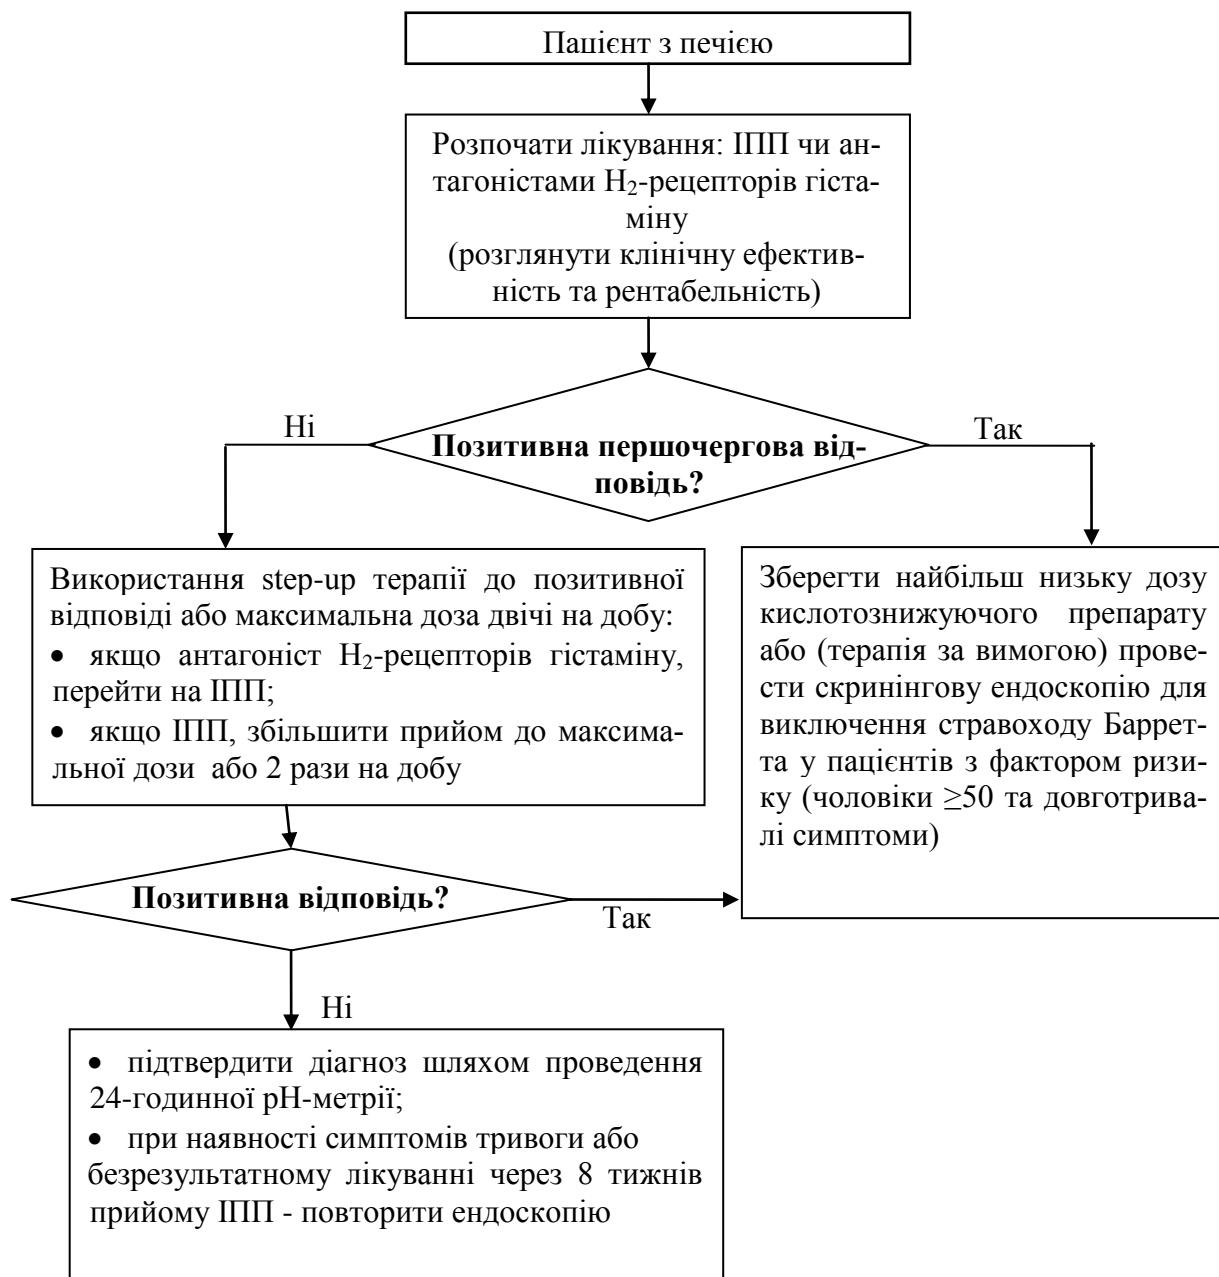 Пацієнт з печією
Розпочати лікування: ІПП чи ан-
тагоністами H₂-рецепторів гіста-
міну
(розглянути клінічну ефектив-
ність та рентабельність)
Ні
Так
Позитивна першочергова від-
повідь?
Використання step-up терапії до позитивної
відповіді або максимальна доза двічі на добу:
• якщо антагоніст H₂-рецепторів гістаміну,
перейти на ІПП;
• якщо ІПП, збільшити прийом до максима-
льної дози або 2 рази на добу
Зберегти найбільш низьку дозу
кислотознижуючого препарату
або (терапія за вимогою) прове-
сти скринінгову ендоскопію для
виключення стравоходу Баррет-
та у пацієнтів з фактором ризи-
ку (чоловіки ≥50 та довготрива-
лі симптоми)
Позитивна відповідь?
Так
Ні
• підтвердити діагноз шляхом проведення
24-годинної рН-метрії;
• при наявності симптомів тривоги або
безрезультатному лікуванні через 8 тижнів
прийому ІПП - повторити ендоскопію